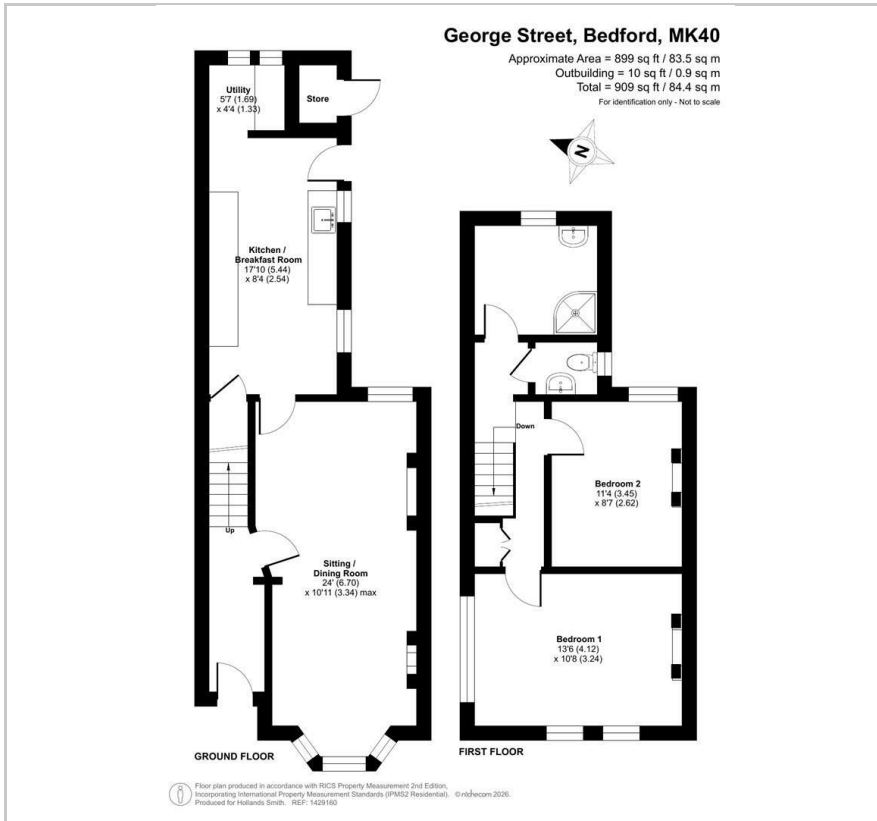 George Street, Bedford, MK40
Approximate Area = 899 sq ft / 83.5 sq m
Outbuilding = 10 sq ft / 0.9 sq m
Total = 909 sq ft / 84.4 sq m
For identification only - Not to scale
N
Utility
5'7 (1.69)
x 4'4 (1.33)
Store
Kitchen /
Breakfast Room
17'10 (5.44)
x 8'4 (2.54)
Up
Sitting /
Dining Room
24' (6.70)
x 10'11 (3.34) max
GROUND FLOOR
Down
Bedroom 2
11'4 (3.45)
x 8'7 (2.62)
Bedroom 1
13'6 (4.12)
x 10'8 (3.24)
FIRST FLOOR
Floor plan produced in accordance with RICS Property Measurement 2nd Edition,
Incorporating International Property Measurement Standards (IPMS2 Residential). © nichecom 2026.
Produced for Hollands Smith. REF: 1429160